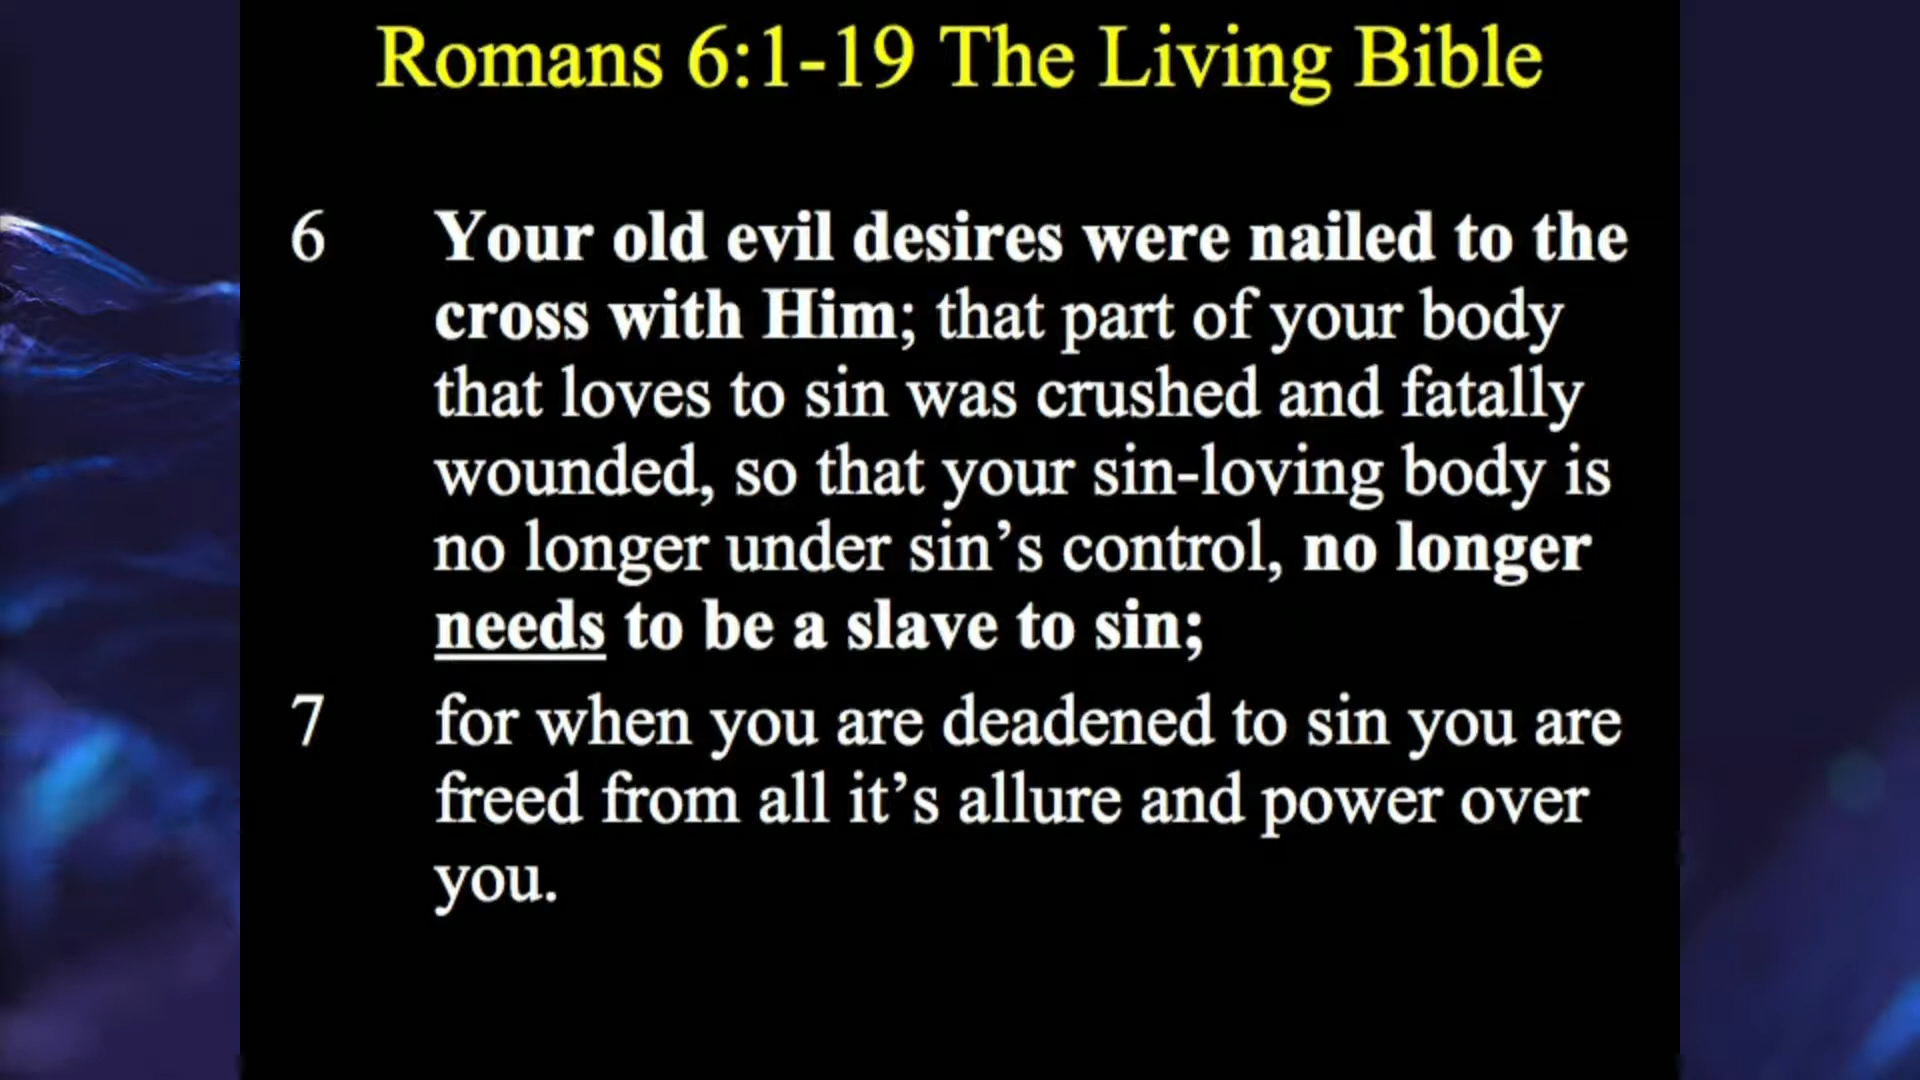 Romans 6:1-19 The Living Bible
6 Your old evil desires were nailed to the
cross with Him; that part of your body
that loves to sin was crushed and fatally
wounded, so that your sin-loving body is
no longer under sin’s control, no longer
needs to be a slave to sin;
7 for when you are deadened to sin you are
freed from all it’s allure and power over
you.